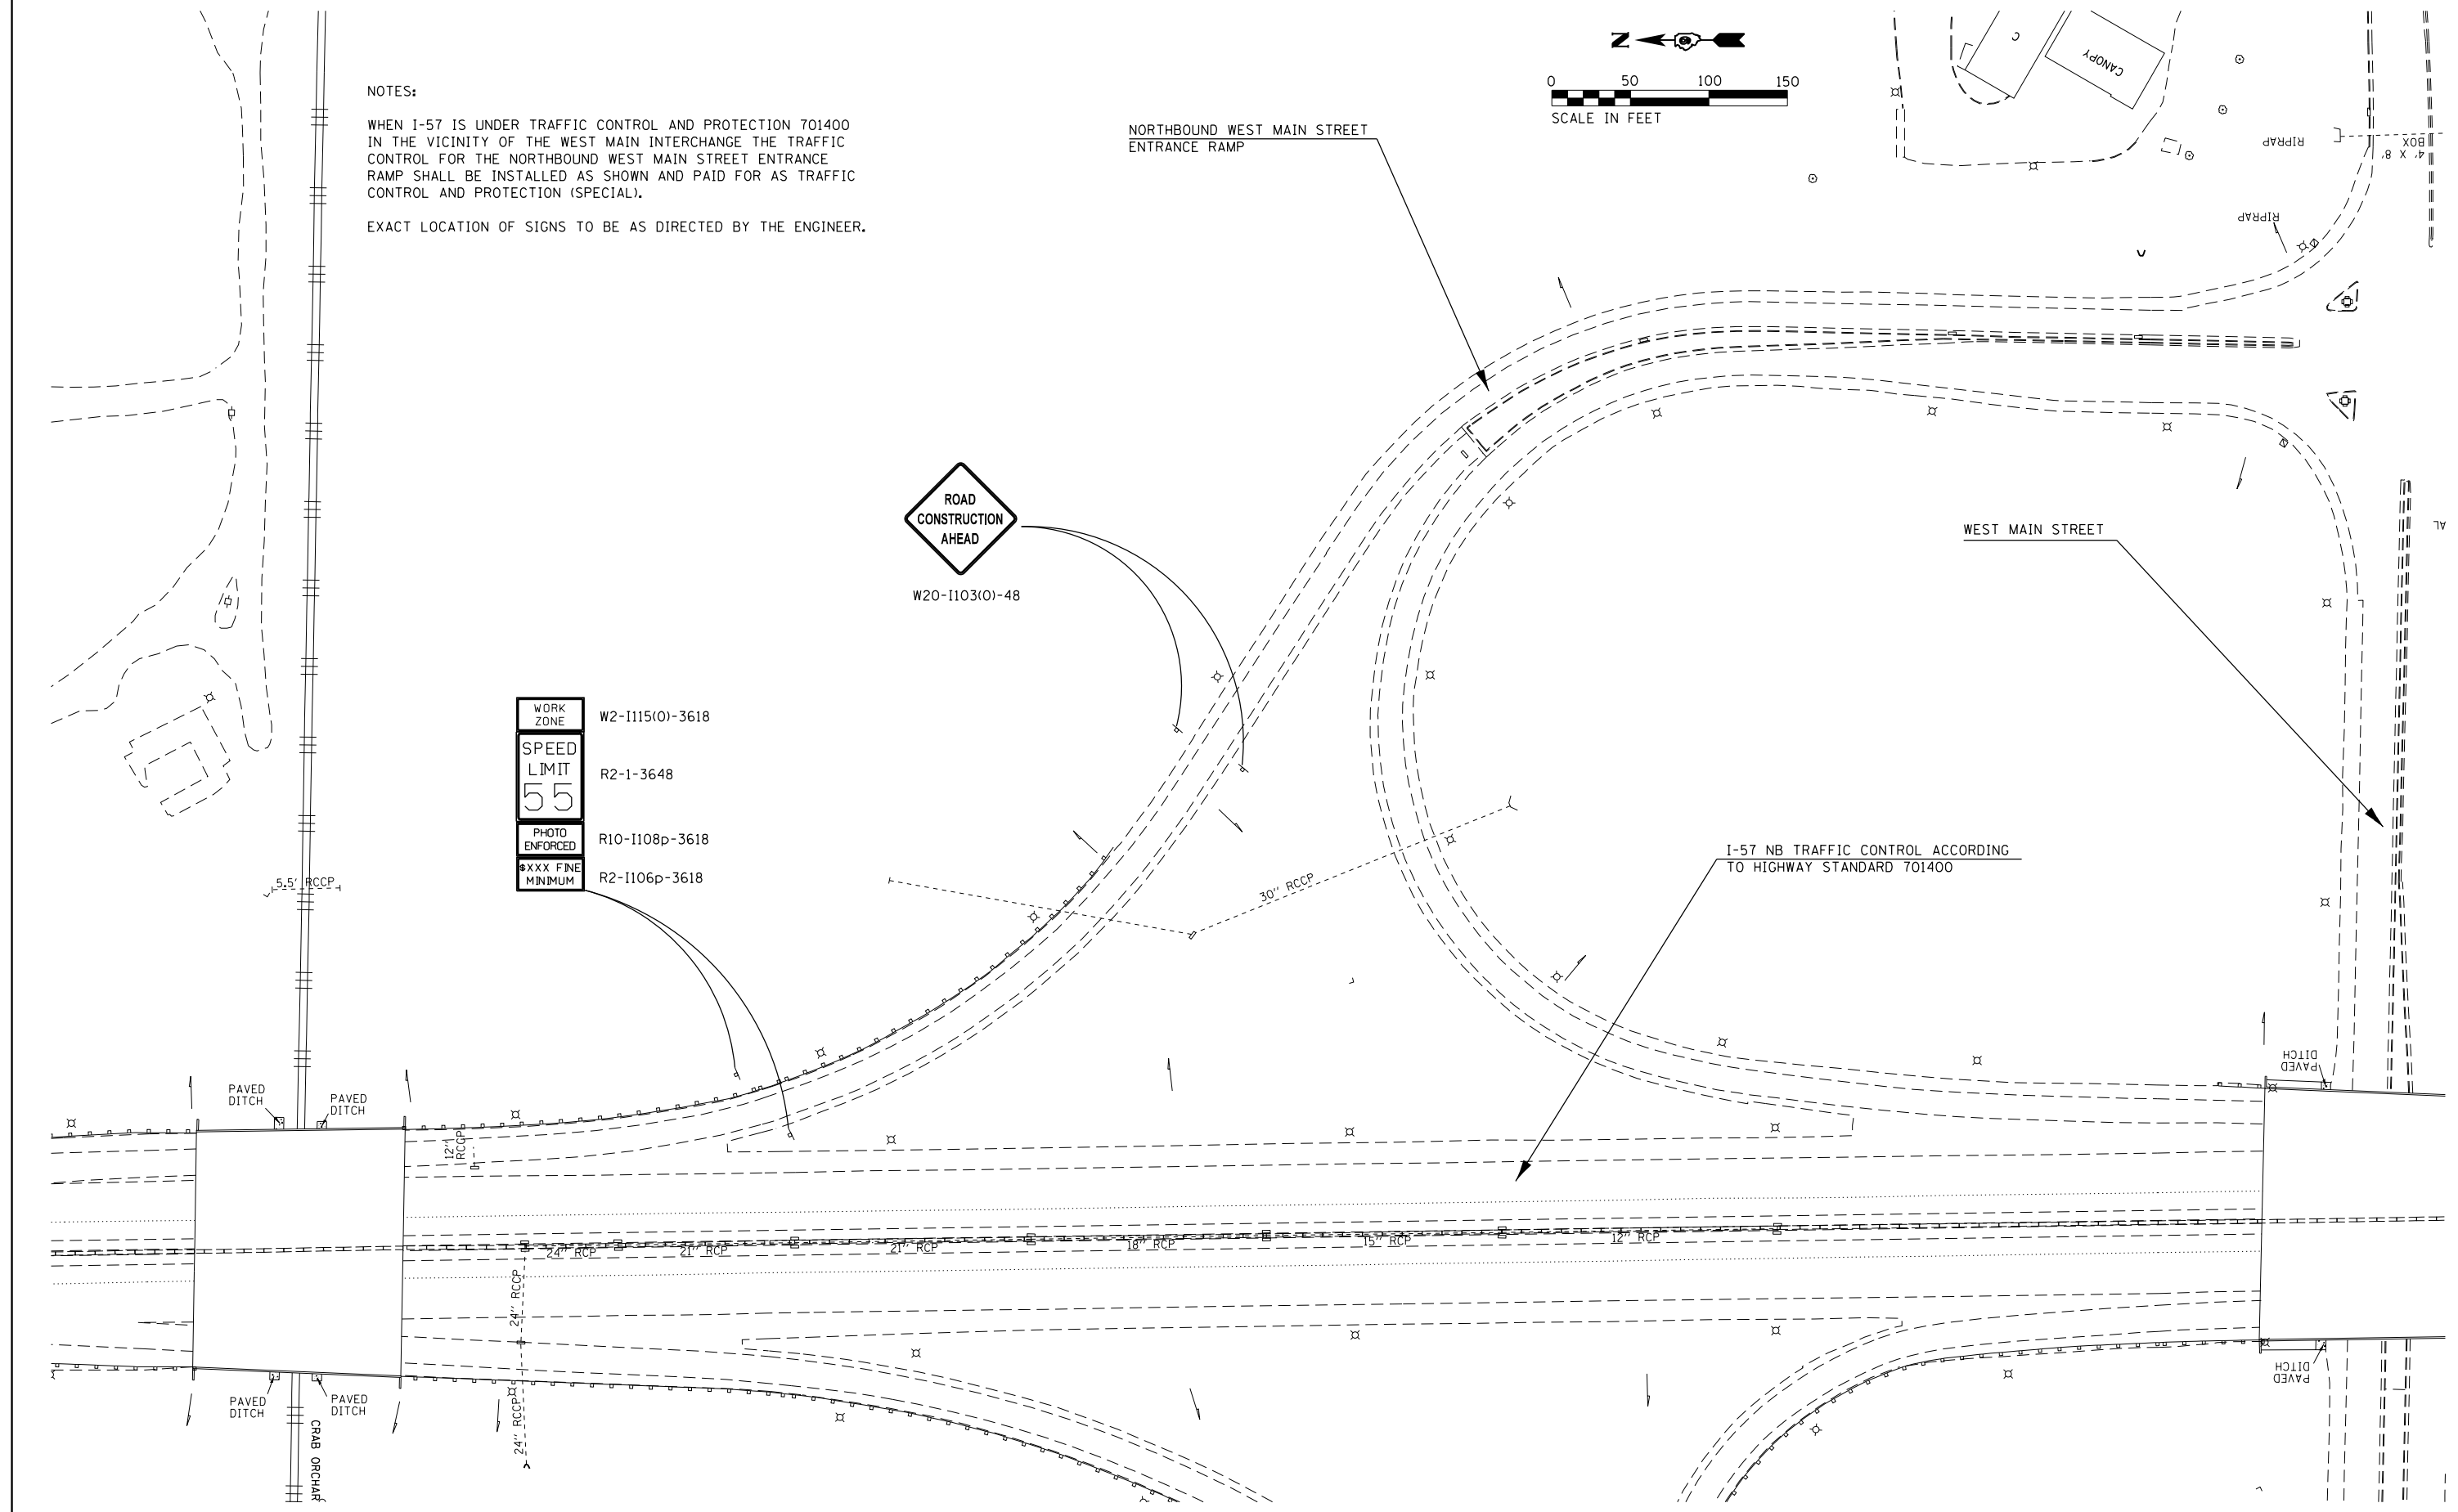 NOTES:
WHEN I-57 IS UNDER TRAFFIC CONTROL AND PROTECTION 701400
IN THE VICINITY OF THE WEST MAIN INTERCHANGE THE TRAFFIC
CONTROL FOR THE NORTHBOUND WEST MAIN STREET ENTRANCE
RAMP SHALL BE INSTALLED AS SHOWN AND PAID FOR AS TRAFFIC
CONTROL AND PROTECTION (SPECIAL).
EXACT LOCATION OF SIGNS TO BE AS DIRECTED BY THE ENGINEER.
N
0 50 100 150
SCALE IN FEET
NORTHBOUND WEST MAIN STREET
ENTRANCE RAMP
C
CANOPY
RIPRAP
4' X 8'
BOX
RIPRAP
ROAD
CONSTRUCTION
AHEAD
W20-I103(O)-48
WEST MAIN STREET
AL
WORK
ZONE
W2-I115(O)-3618
SPEED
LIMIT
55
R2-1-3648
PHOTO
ENFORCED
R10-I108p-3618
$XXX FINE
MINIMUM
R2-I106p-3618
5.5' RCCP
30" RCCP
I-57 NB TRAFFIC CONTROL ACCORDING
TO HIGHWAY STANDARD 701400
PAVED
DITCH
PAVED
DITCH
12"
RCCP
PAVED
DITCH
24" RCP
21" RCP
21" RCP
18" RCP
15" RCP
12" RCP
24" RCCP
24" RCCP
PAVED
DITCH
PAVED
DITCH
PAVED
DITCH
CRAB ORCHAR